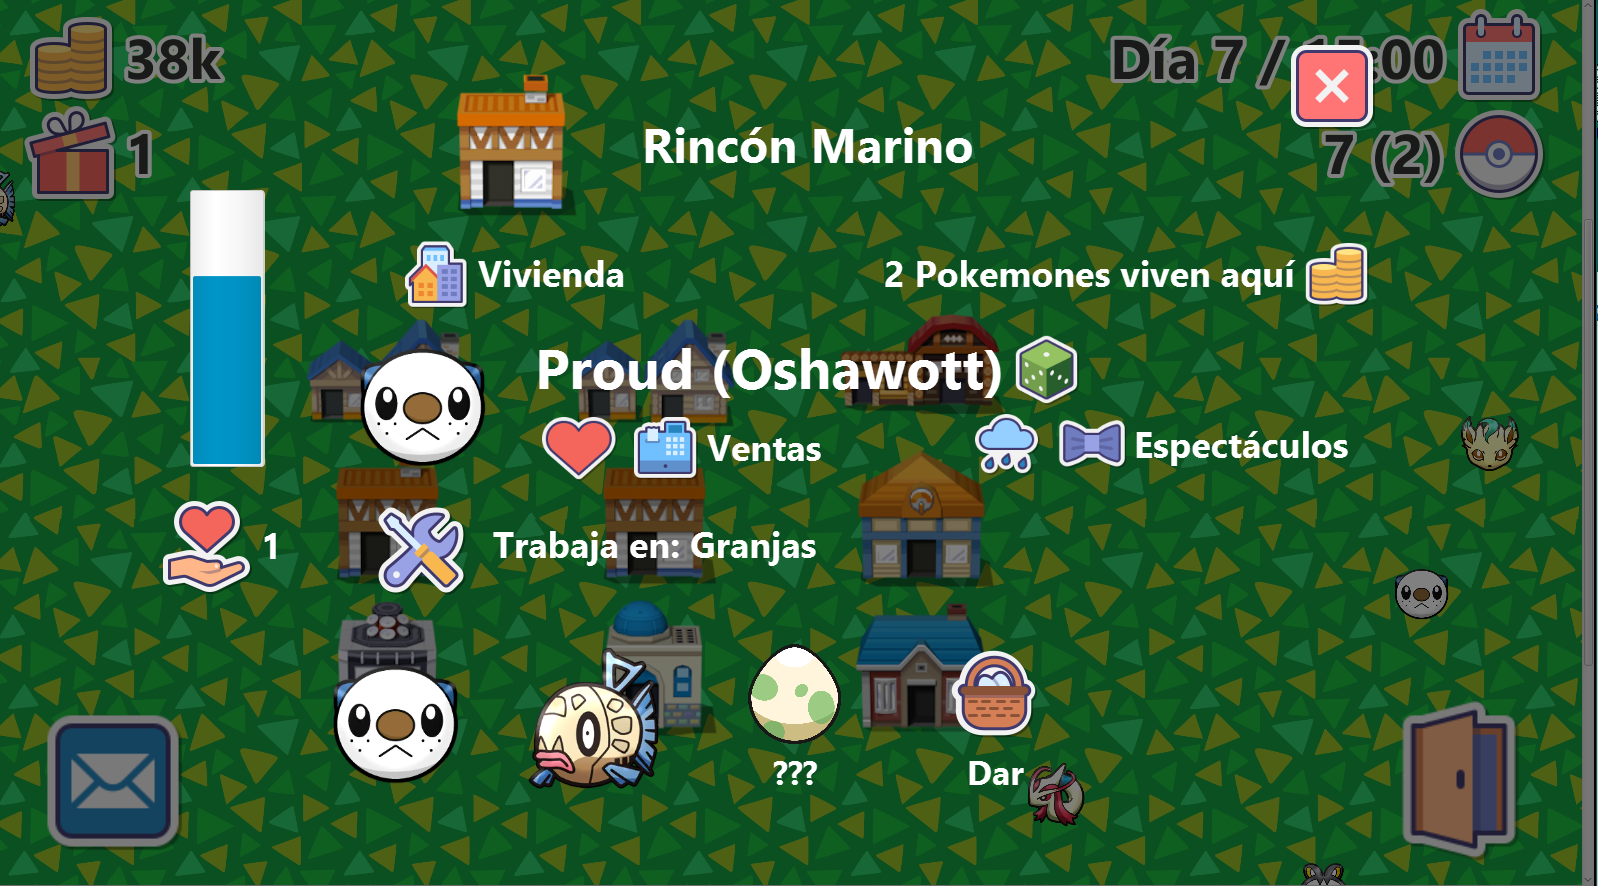 38k
Día 7 / :00
1
7 (2)
Rincón Marino
Vivienda
2 Pokemones viven aquí
Proud (Oshawott)
Ventas
Espectáculos
1
Trabaja en: Granjas
???
Dar